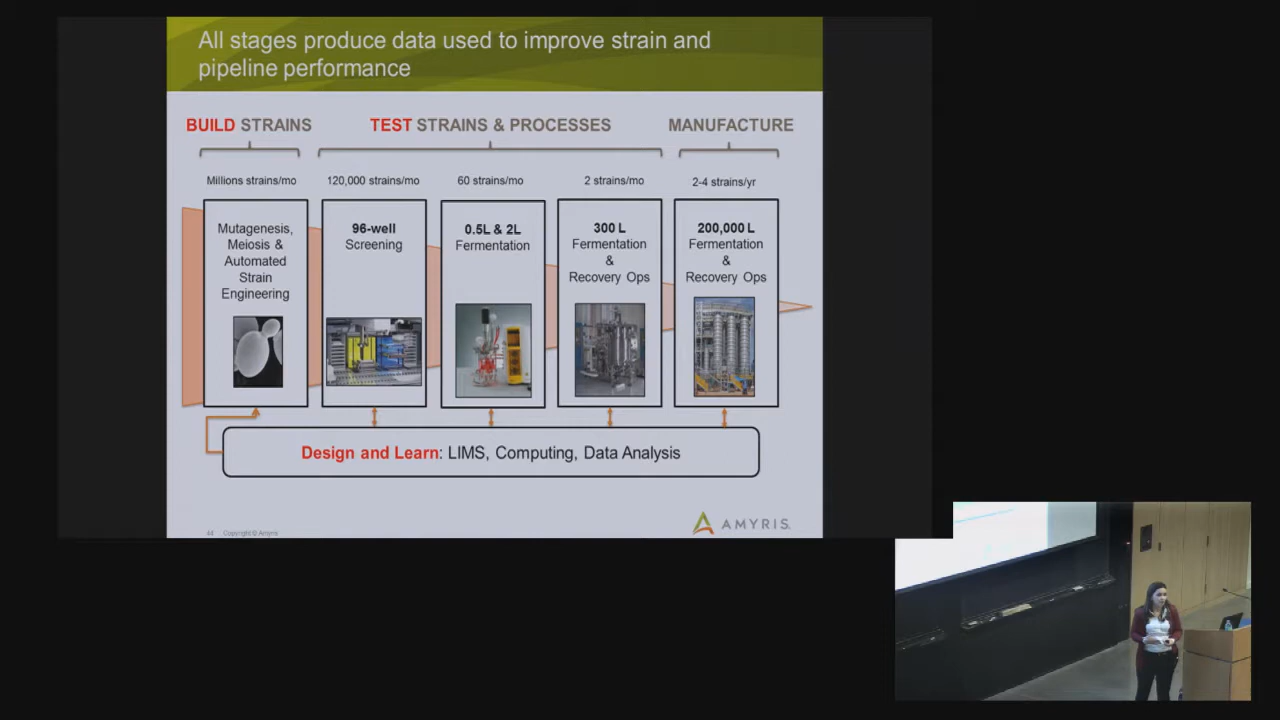 All stages produce data used to improve strain and
pipeline performance
BUILD STRAINS
TEST STRAINS & PROCESSES
MANUFACTURE
Millions strains/mo
120,000 strains/mo
60 strains/mo
2 strains/mo
2-4 strains/yr
Mutagenesis,
Meiosis &
Automated
Strain
Engineering
96-well
Screening
0.5L & 2L
Fermentation
300 L
Fermentation
&
Recovery Ops
200,000 L
Fermentation
&
Recovery Ops
Design and Learn: LIMS, Computing, Data Analysis
44 Copyright © Amyris
AMYRIS